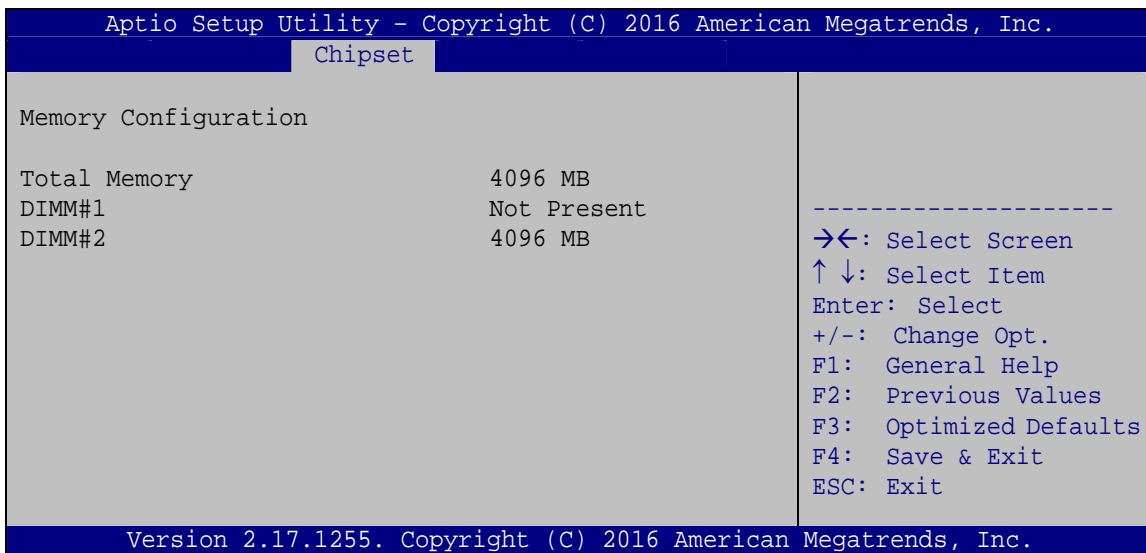 Aptio Setup Utility – Copyright (C) 2016 American Megatrends, Inc.
Chipset
Memory Configuration
Total Memory 4096 MB
DIMM#1 Not Present
DIMM#2 4096 MB
---------------------
→←: Select Screen
↑ ↓: Select Item
Enter: Select
+/-: Change Opt.
F1: General Help
F2: Previous Values
F3: Optimized Defaults
F4: Save & Exit
ESC: Exit
Version 2.17.1255. Copyright (C) 2016 American Megatrends, Inc.